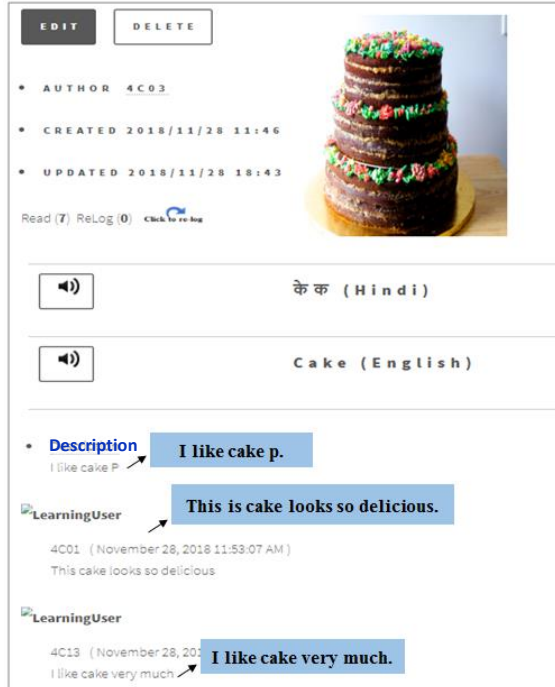 EDIT DELETE
AUTHOR 4C03
CREATED 2018/11/28 11:46
UPDATED 2018/11/28 18:43
Read (7) ReLog (0) Click to re-log
के क (Hindi)
Cake (English)
Description
I like cake p.
I like cake P
This is cake looks so delicious.
LearningUser
4C01 ( November 28, 2018 11:53:07 AM )
This cake looks so delicious
LearningUser
4C13 ( November 28, 201
I like cake very much.
I like cake very much